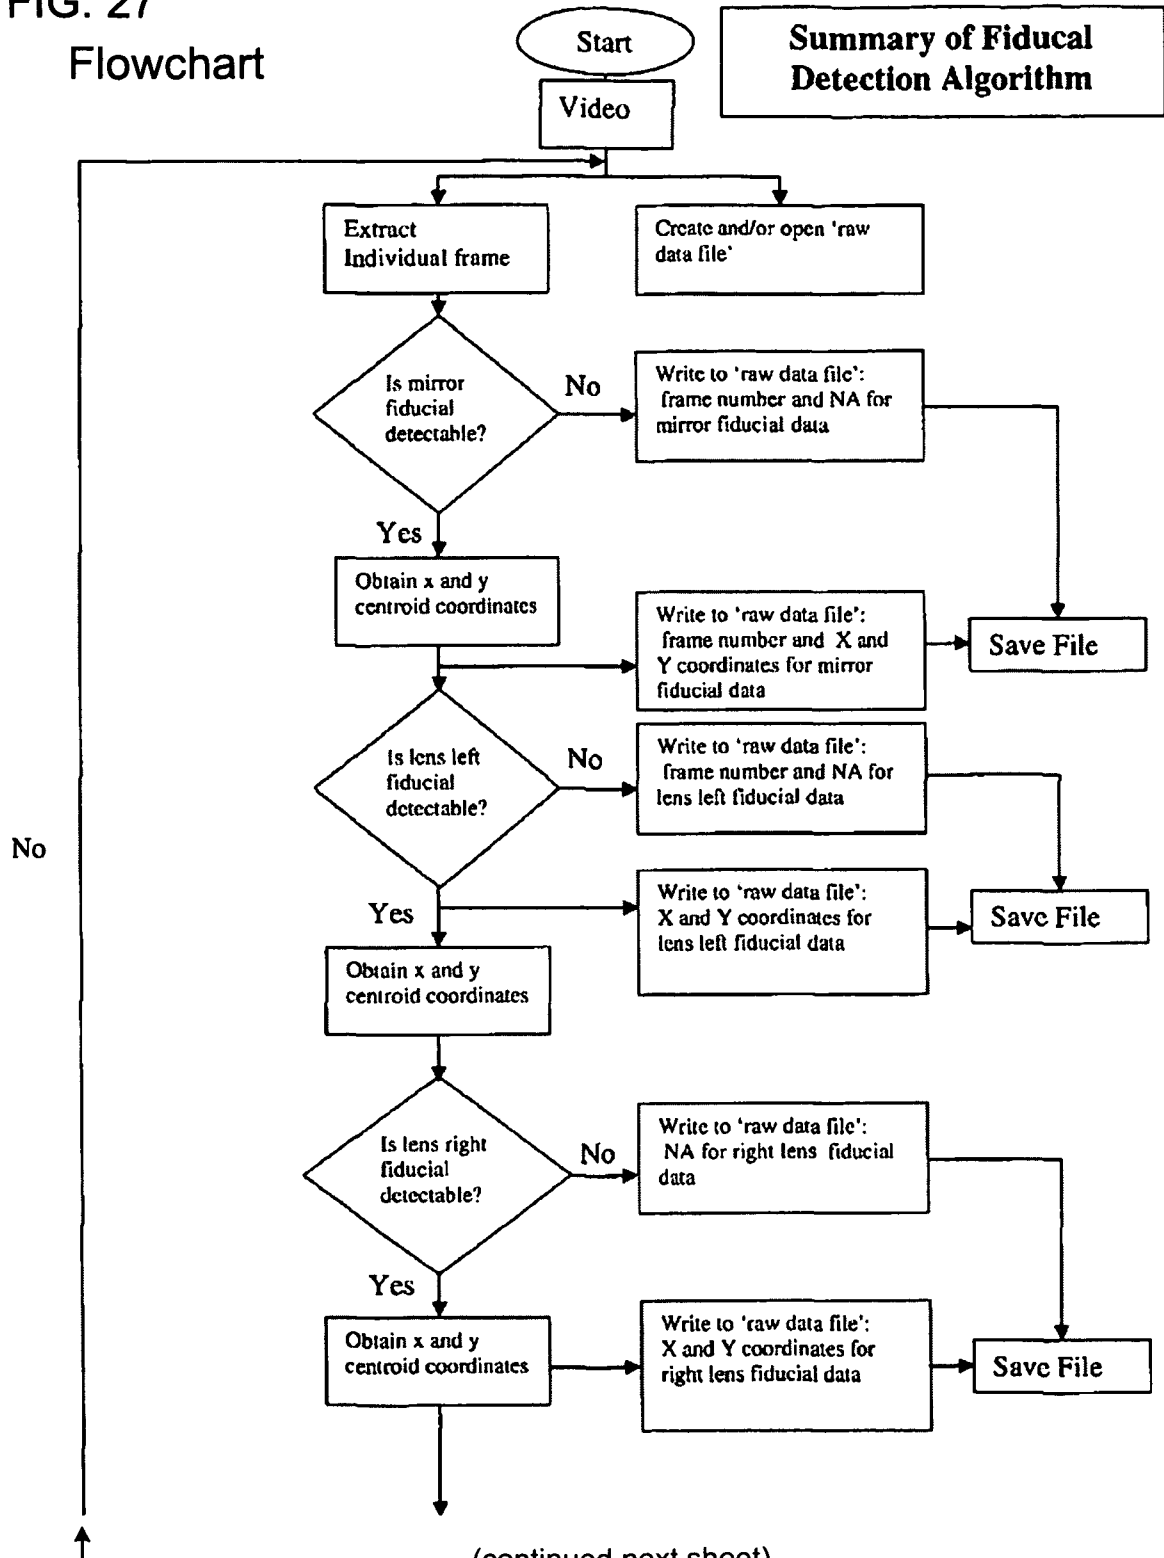 FIG. 27
Flowchart
Start
Summary of Fiducal
Detection Algorithm
Video
Extract
Individual frame
Create and/or open 'raw
data file'
Is mirror
fiducial
detectable?
No
Write to 'raw data file':
frame number and NA for
mirror fiducial data
Yes
Obtain x and y
centroid coordinates
Write to 'raw data file':
frame number and X and
Y coordinates for mirror
fiducial data
Save File
Is lens left
fiducial
detectable?
No
Write to 'raw data file':
frame number and NA for
lens left fiducial data
No
Yes
Write to 'raw data file':
X and Y coordinates for
lens left fiducial data
Save File
Obtain x and y
centroid coordinates
Is lens right
fiducial
detectable?
No
Write to 'raw data file':
NA for right lens fiducial
data
Yes
Obtain x and y
centroid coordinates
Write to 'raw data file':
X and Y coordinates for
right lens fiducial data
Save File
(continued next sheet)